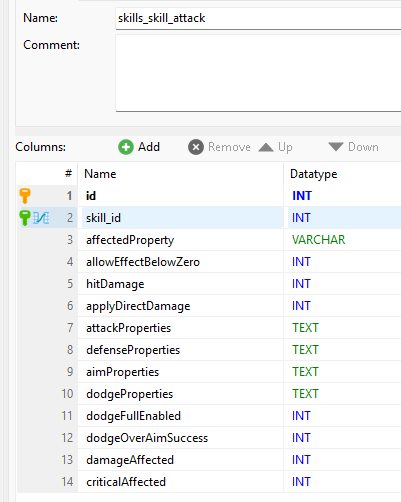 Name: skills_skill_attack
Comment:
Columns: Add Remove Up Down
# Name Datatype
1 id INT
2 skill_id INT
3 affectedProperty VARCHAR
4 allowEffectBelowZero INT
5 hitDamage INT
6 applyDirectDamage INT
7 attackProperties TEXT
8 defenseProperties TEXT
9 aimProperties TEXT
10 dodgeProperties TEXT
11 dodgeFullEnabled INT
12 dodgeOverAimSuccess INT
13 damageAffected INT
14 criticalAffected INT